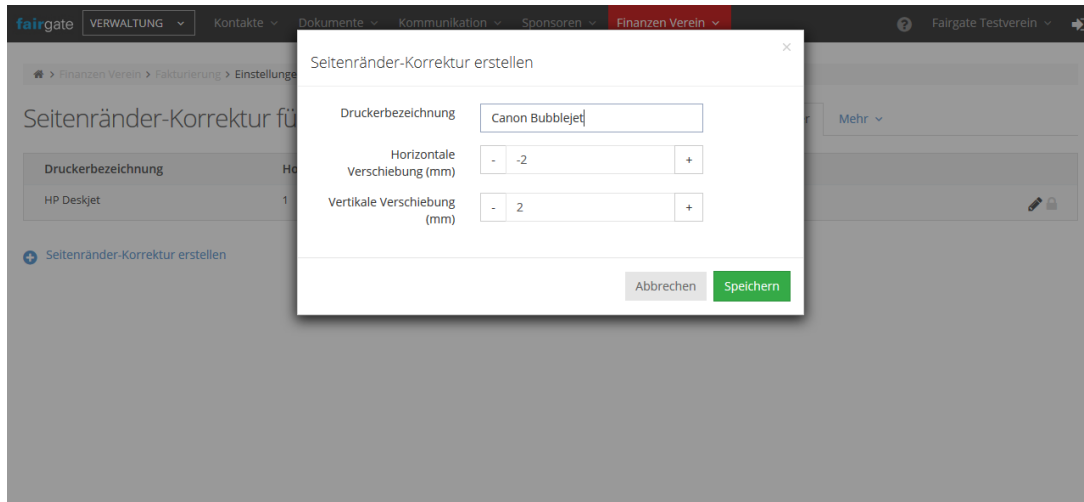 fairgate VERWALTUNG Kontakte Dokumente Kommunikation Sponsoren Finanzen Verein ? Fairgate Testverein
> Finanzen Verein > Fakturierung > Einstellunge
Seitenränder-Korrektur fü
r Mehr
Druckerbezeichnung Ho
HP Deskjet 1
Seitenränder-Korrektur erstellen
×
Seitenränder-Korrektur erstellen
Druckerbezeichnung Canon Bubblejet
Horizontale
Verschiebung (mm) - -2 +
Vertikale Verschiebung
(mm) - 2 +
Abbrechen Speichern